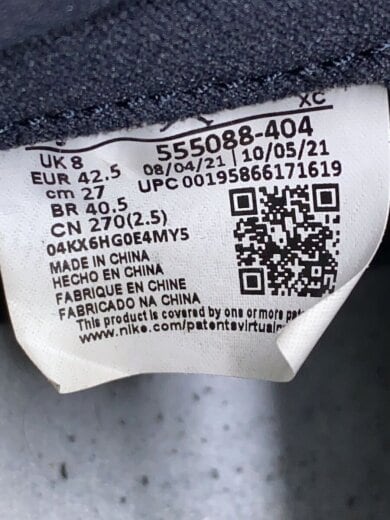 XC
UK 8
555088-404
EUR 42.5
08/04/21 | 10/05/21
cm 27
UPC 00195866171619
BR 40.5
CN 270(2.5)
04KX6HG0E4MY5
MADE IN CHINA
HECHO EN CHINA
FABRIQUE EN CHINE
FABRICADO NA CHINA
This product is covered by one or more
www.nike.com/patents